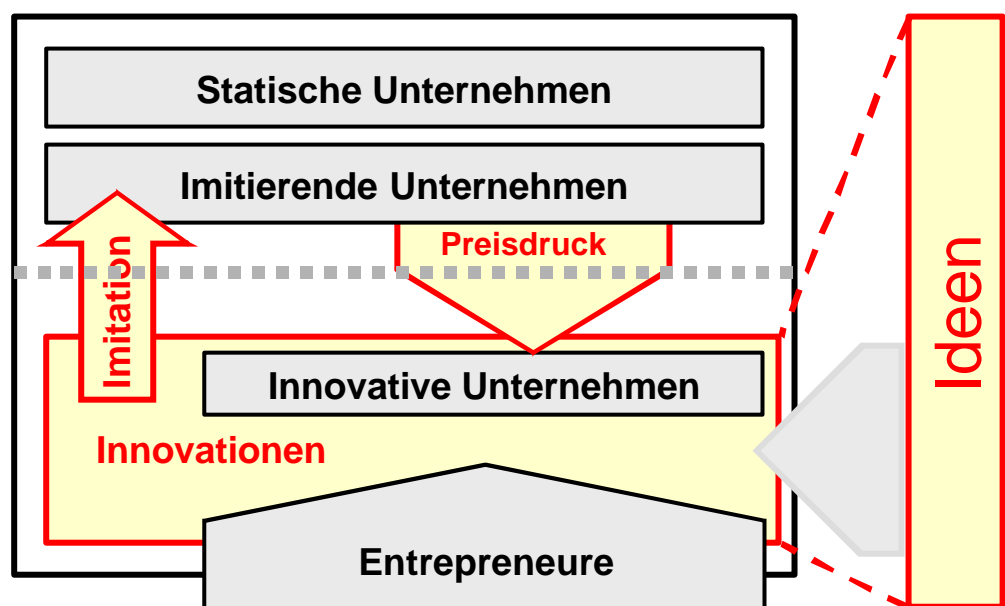 Statische Unternehmen
Imitierende Unternehmen
Preisdruck
Imitation
Innovative Unternehmen
Innovationen
Entrepreneure
Ideen